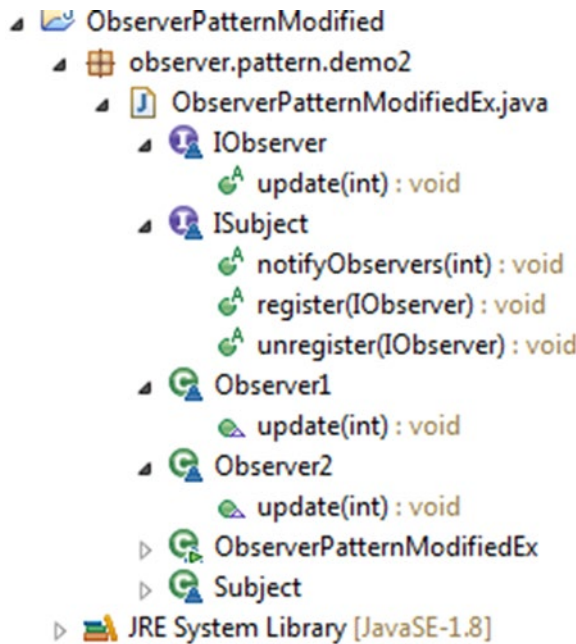 ObserverPatternModified
observer.pattern.demo2
ObserverPatternModifiedEx.java
IObserver
update(int) : void
ISubject
notifyObservers(int) : void
register(IObserver) : void
unregister(IObserver) : void
Observer1
update(int) : void
Observer2
update(int) : void
ObserverPatternModifiedEx
Subject
JRE System Library [JavaSE-1.8]